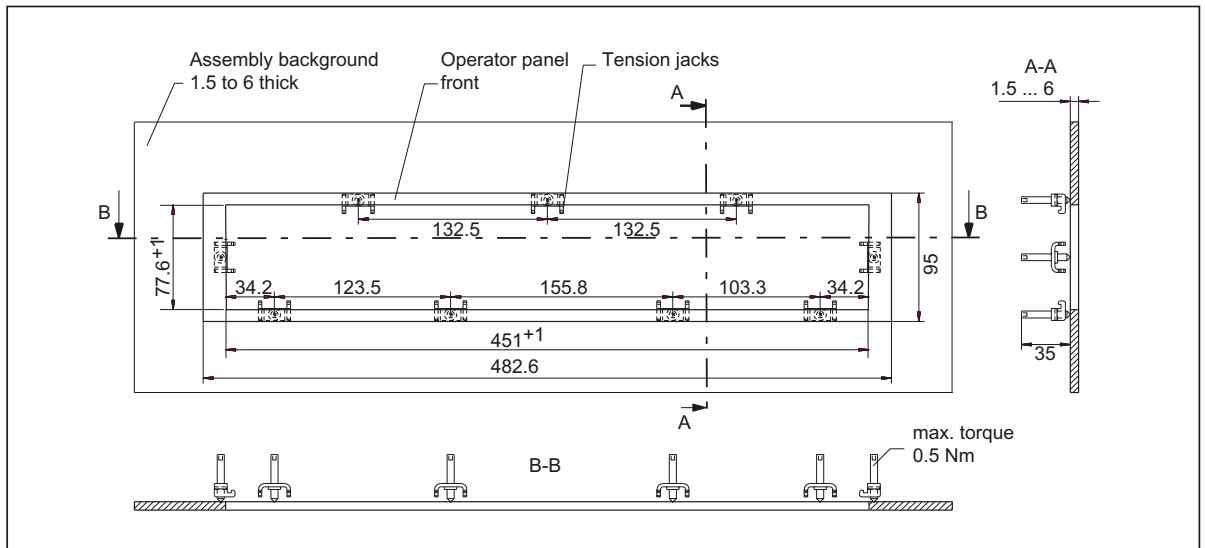 Assembly background
1.5 to 6 thick
Operator panel
front
Tension jacks
A
A-A
1.5 ... 6
B
B
132.5
132.5
77.6+1
95
34.2
123.5
155.8
103.3
34.2
451+1
35
482.6
A
max. torque
0.5 Nm
B-B